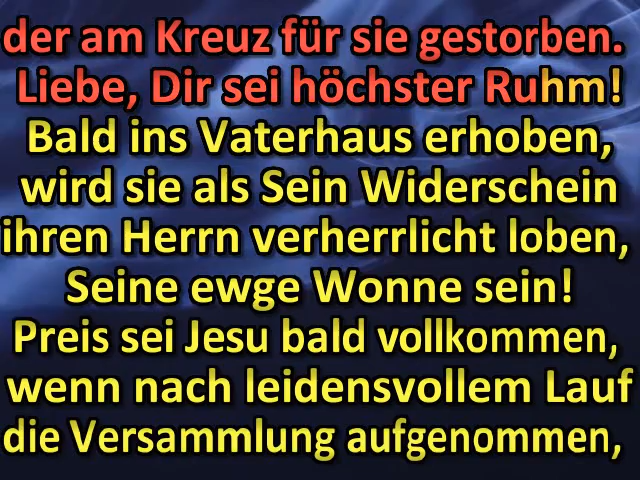 der am Kreuz für sie gestorben.
Liebe, Dir sei höchster Ruhm!
Bald ins Vaterhaus erhoben,
wird sie als Sein Widerschein
ihren Herrn verherrlicht loben,
Seine ewge Wonne sein!
Preis sei Jesu bald vollkommen,
wenn nach leidensvollem Lauf
die Versammlung aufgenommen,